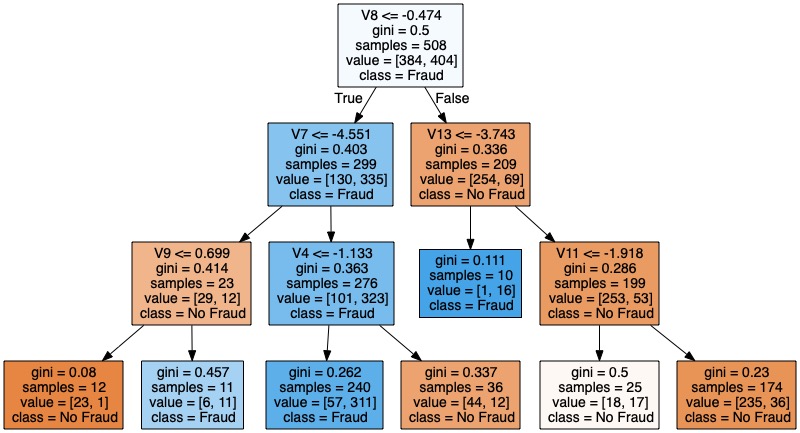 V8 <= -0.474
gini = 0.5
samples = 508
value = [384, 404]
class = Fraud
True
False
V7 <= -4.551
gini = 0.403
samples = 299
value = [130, 335]
class = Fraud
V13 <= -3.743
gini = 0.336
samples = 209
value = [254, 69]
class = No Fraud
V9 <= 0.699
gini = 0.414
samples = 23
value = [29, 12]
class = No Fraud
V4 <= -1.133
gini = 0.363
samples = 276
value = [101, 323]
class = Fraud
gini = 0.111
samples = 10
value = [1, 16]
class = Fraud
V11 <= -1.918
gini = 0.286
samples = 199
value = [253, 53]
class = No Fraud
gini = 0.08
samples = 12
value = [23, 1]
class = No Fraud
gini = 0.457
samples = 11
value = [6, 11]
class = Fraud
gini = 0.262
samples = 240
value = [57, 311]
class = Fraud
gini = 0.337
samples = 36
value = [44, 12]
class = No Fraud
gini = 0.5
samples = 25
value = [18, 17]
class = No Fraud
gini = 0.23
samples = 174
value = [235, 36]
class = No Fraud